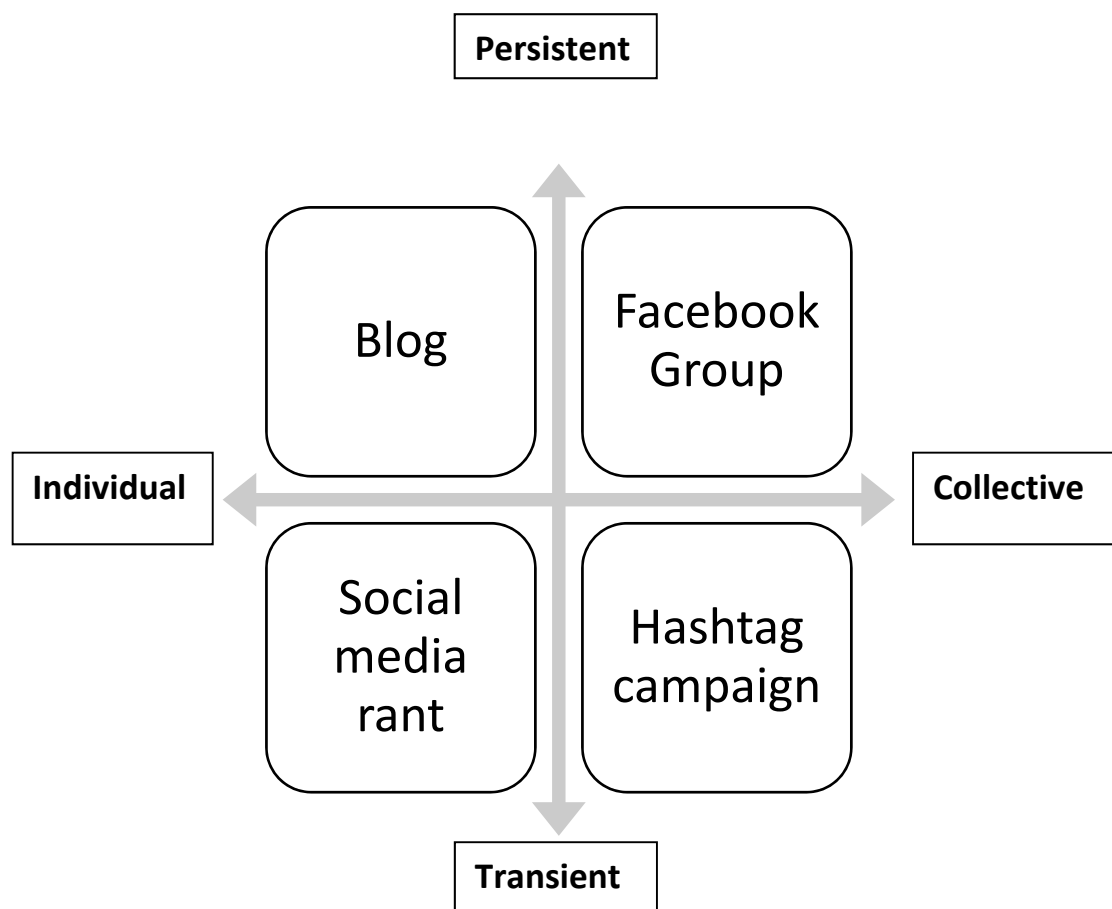 Persistent
Blog
Facebook
Group
Individual
Collective
Social
media
rant
Hashtag
campaign
Transient